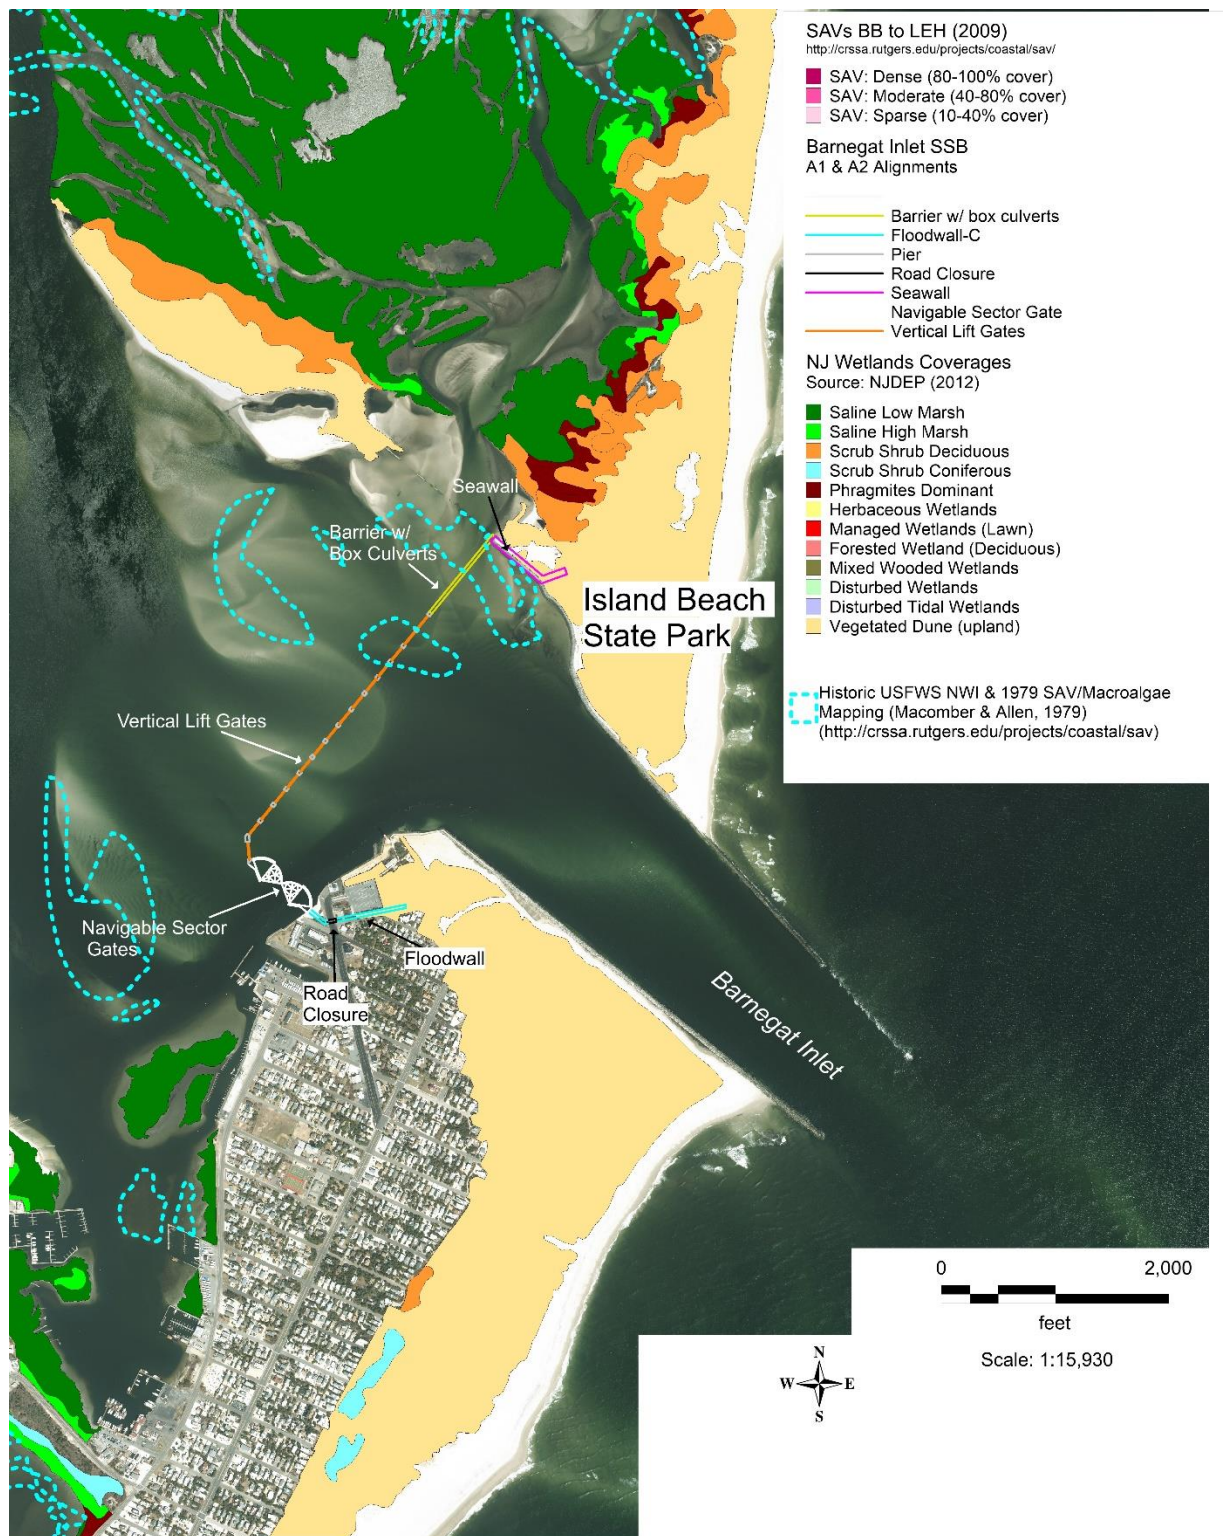 SAVs BB to LEH (2009)
http://crssa.rutgers.edu/projects/coastal/sav/
SAV: Dense (80-100% cover)
SAV: Moderate (40-80% cover)
SAV: Sparse (10-40% cover)
Barnegat Inlet SSB
A1 & A2 Alignments
Barrier w/ box culverts
Floodwall-C
Pier
Road Closure
Seawall
Navigable Sector Gate
Vertical Lift Gates
NJ Wetlands Coverages
Source: NJDEP (2012)
Saline Low Marsh
Saline High Marsh
Scrub Shrub Deciduous
Scrub Shrub Coniferous
Phragmites Dominant
Herbaceous Wetlands
Managed Wetlands (Lawn)
Forested Wetland (Deciduous)
Mixed Wooded Wetlands
Disturbed Wetlands
Disturbed Tidal Wetlands
Vegetated Dune (upland)
Historic USFWS NWI & 1979 SAV/Macroalgae
Mapping (Macomber & Allen, 1979)
(http://crssa.rutgers.edu/projects/coastal/sav)
Seawall
Barrier w/
Box Culverts
Island Beach
State Park
Vertical Lift Gates
Navigable Sector
Gates
Floodwall
Road
Closure
Barnegat Inlet
0 2,000
feet
Scale: 1:15,930
N
W E
S